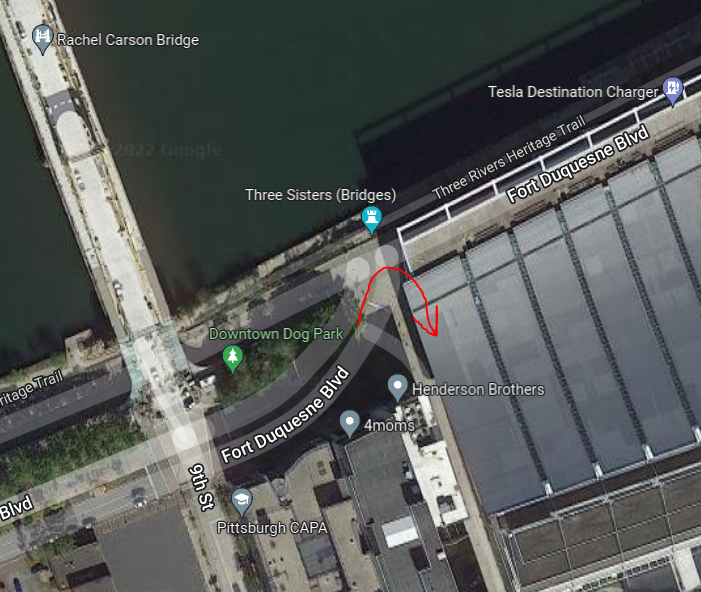 Rachel Carson Bridge
Tesla Destination Charger
2022 Google
Three Rivers Heritage Trail
Fort Duquesne Blvd
Three Sisters (Bridges)
Downtown Dog Park
ritage Trail
Henderson Brothers
Fort Duquesne Blvd
4moms
9th St
Blvd
Pittsburgh CAPA